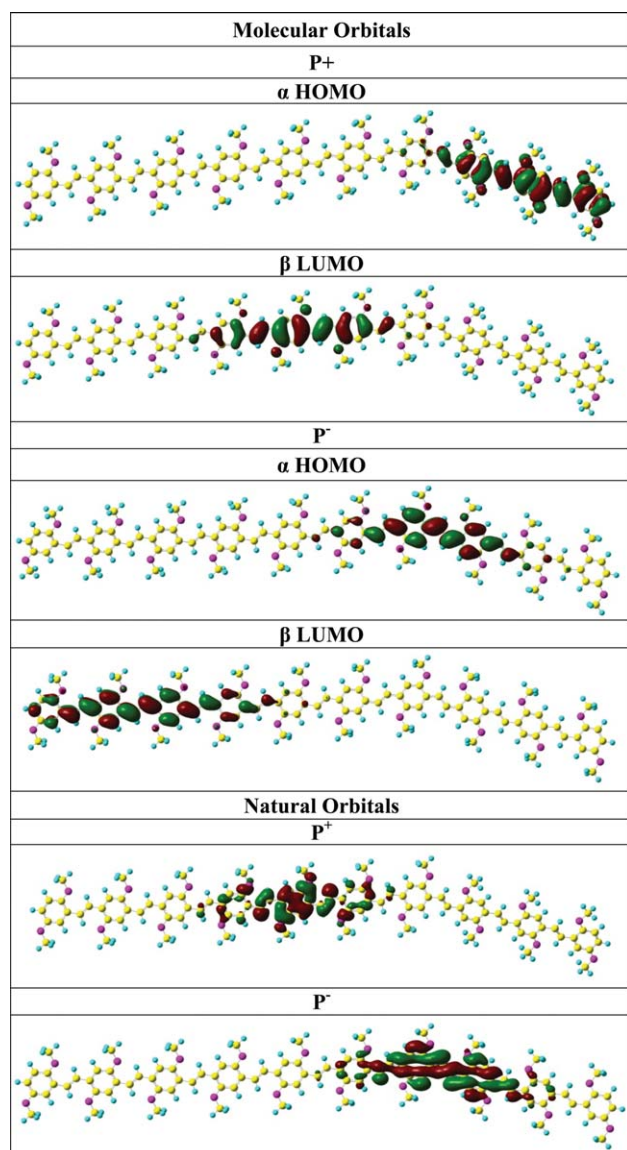 Molecular Orbitals
P+
α HOMO
β LUMO
P⁻
α HOMO
β LUMO
Natural Orbitals
P⁺
P⁻